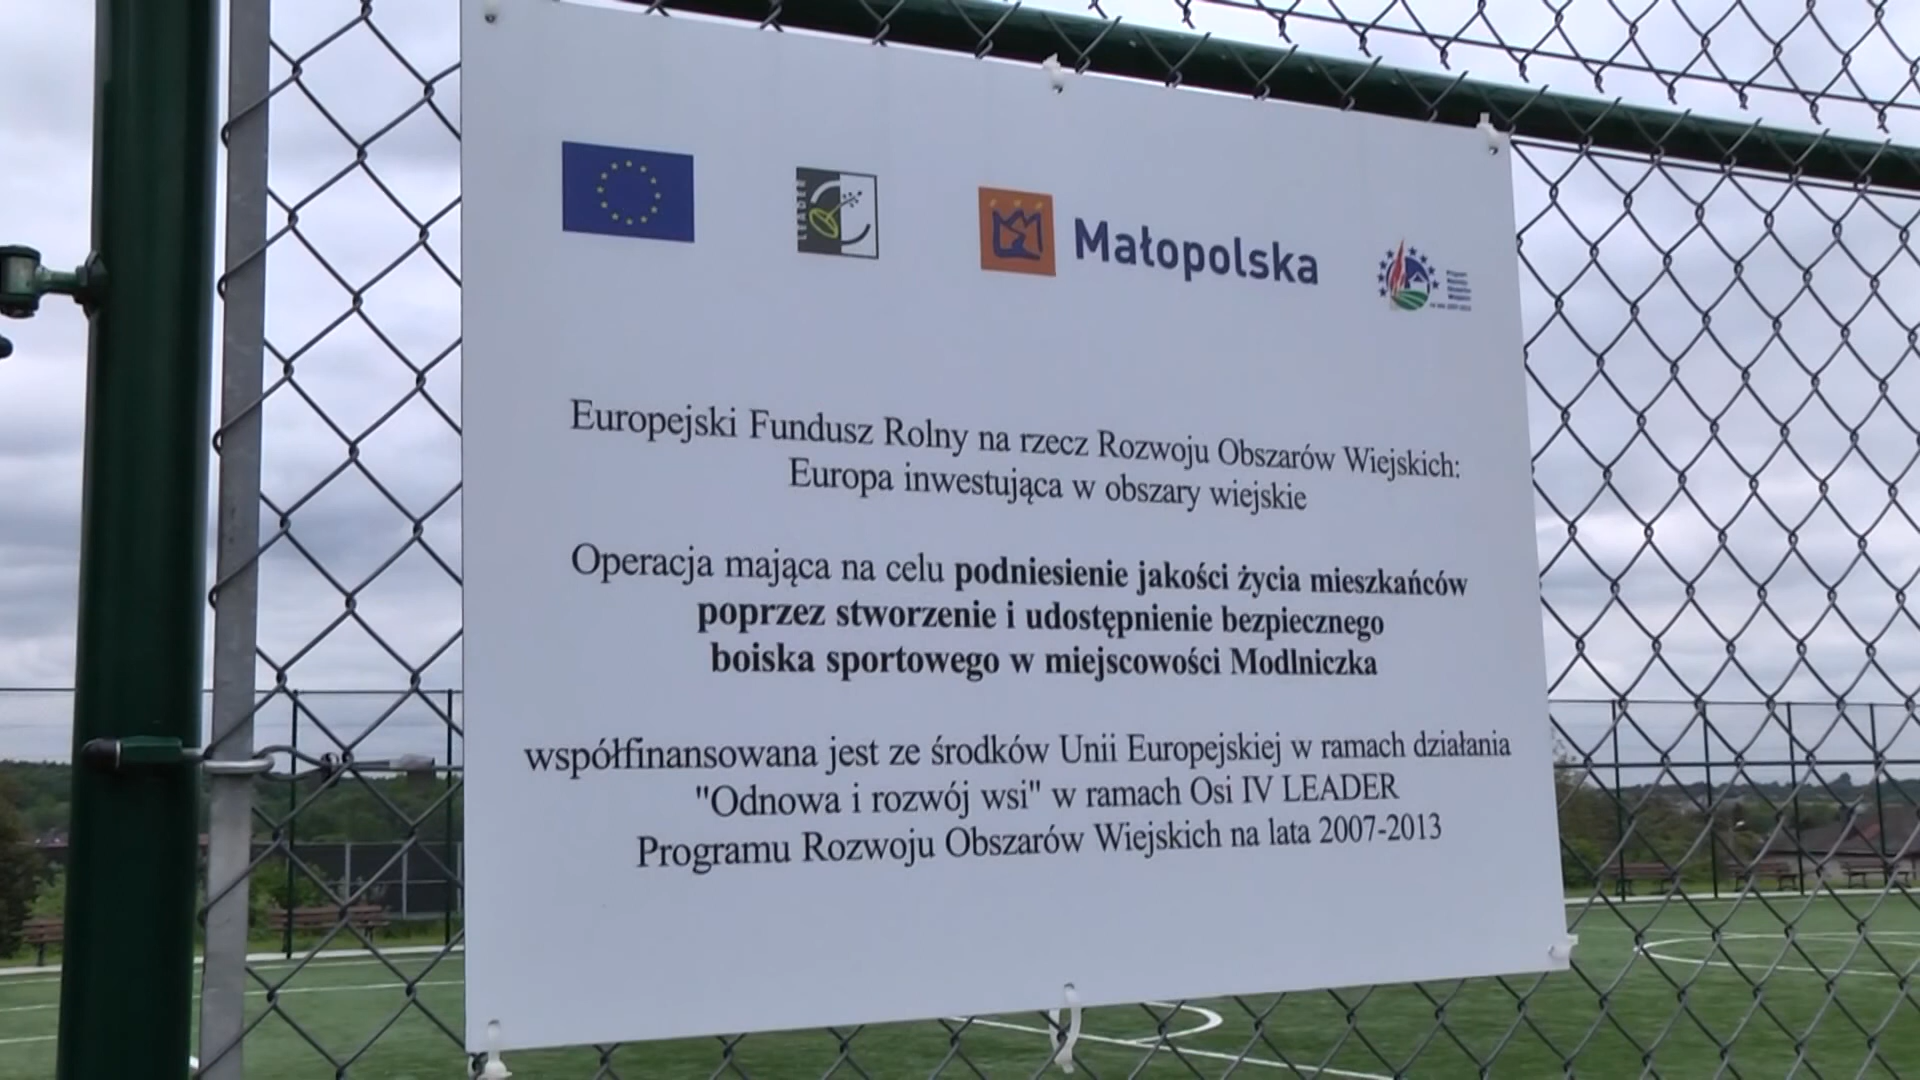 LEADER
Małopolska
Europejski Fundusz Rolny na rzecz Rozwoju Obszarów Wiejskich:
Europa inwestująca w obszary wiejskie
Operacja mająca na celu podniesienie jakości życia mieszkańców
poprzez stworzenie i udostępnienie bezpiecznego
boiska sportowego w miejscowości Modlniczka
współfinansowana jest ze środków Unii Europejskiej w ramach działania
"Odnowa i rozwój wsi" w ramach Osi IV LEADER
Programu Rozwoju Obszarów Wiejskich na lata 2007-2013